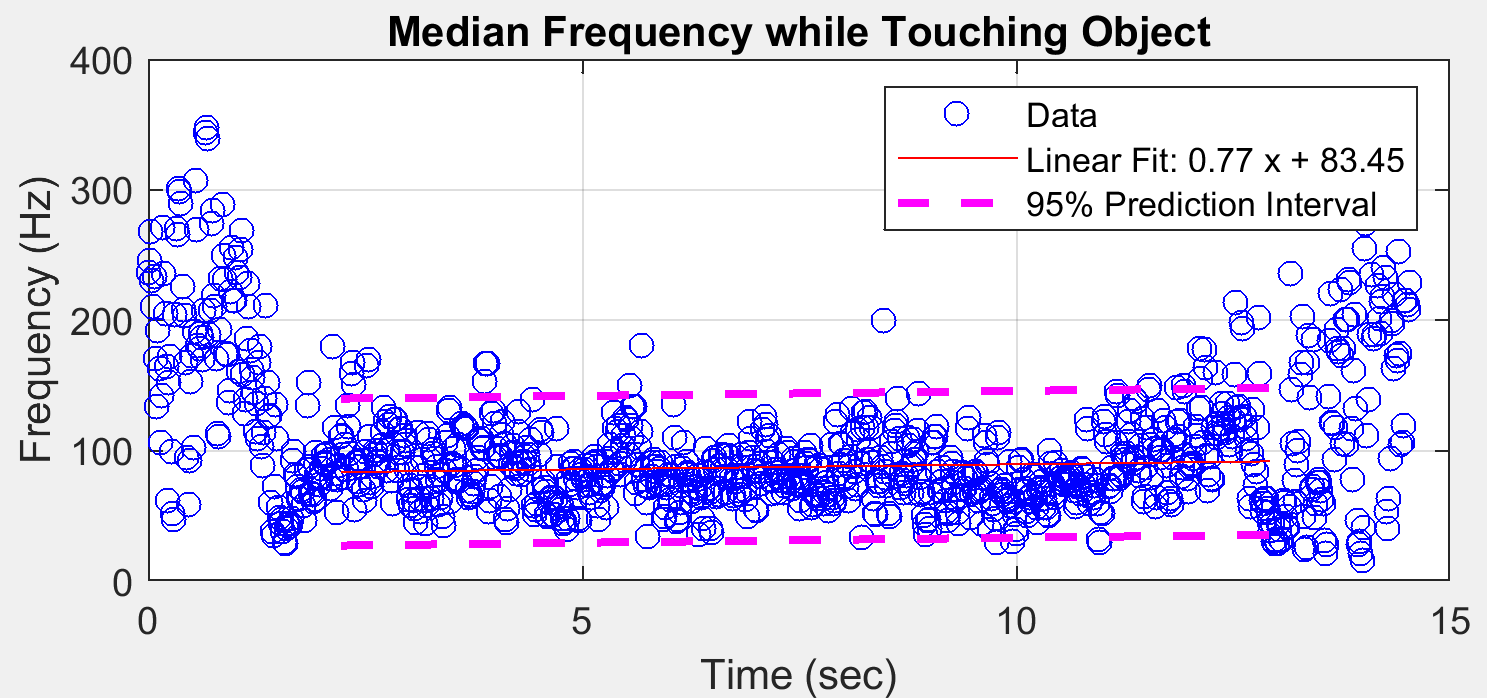 Median Frequency while Touching Object
400
300
200
100
0
Frequency (Hz)
Data
Linear Fit: 0.77 x + 83.45
95% Prediction Interval
0 5 10 15
Time (sec)